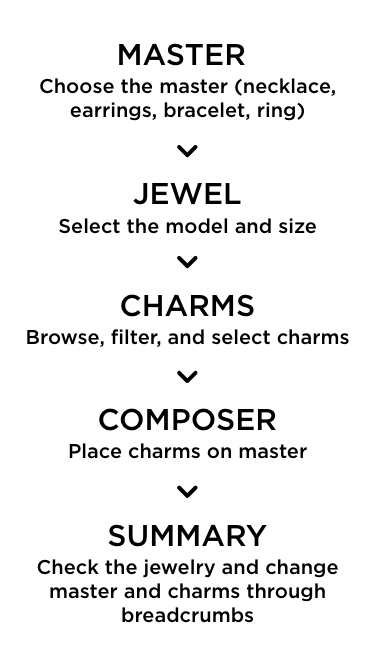 MASTER
Choose the master (necklace,
earrings, bracelet, ring)
JEWEL
Select the model and size
CHARMS
Browse, filter, and select charms
COMPOSER
Place charms on master
SUMMARY
Check the jewelry and change
master and charms through
breadcrumbs